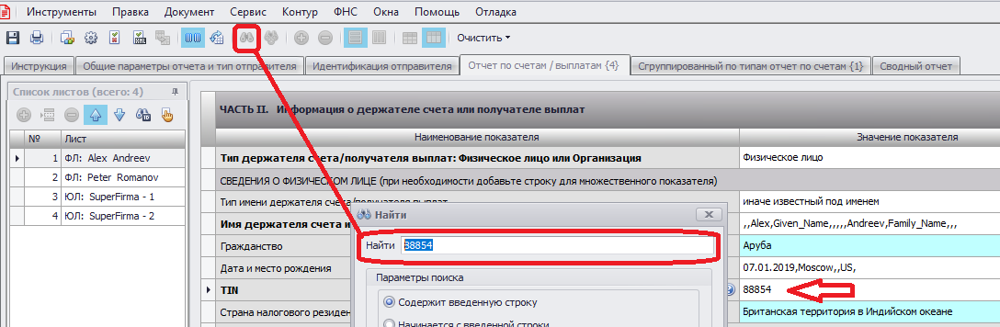 Инструменты Правка Документ Сервис Контур ФНС Окна Помощь Отладка
Очистить
Инструкция Общие параметры отчета и тип отправителя Идентификация отправителя Отчет по счетам / выплатам {4} Сгруппированный по типам отчет по счетам {1} Сводный отчет
Список листов (всего: 4)
№ Лист
1 ФЛ: Alex Andreev
2 ФЛ: Peter Romanov
3 ЮЛ: SuperFirma - 1
4 ЮЛ: SuperFirma - 2
ЧАСТЬ II. Информация о держателе счета или получателе выплат
Наименование показателя Значение показателя
Тип держателя счета/получателя выплат: Физическое лицо или Организация Физическое лицо
СВЕДЕНИЯ О ФИЗИЧЕСКОМ ЛИЦЕ (при необходимости добавьте строку для множественного показателя)
Тип имени держателя счета/получателя выплат иначе известный под именем
Имя держателя счета и ,,Alex,Given_Name,,,,,Andreev,Family_Name,,,
Гражданство Аруба
Дата и место рождения 07.01.2019,Moscow,,US,
TIN 88854
Страна налогового резиден Британская территория в Индийском океане
Найти
Найти 88854
Параметры поиска
Содержит введенную строку
Начинается с введенной строки